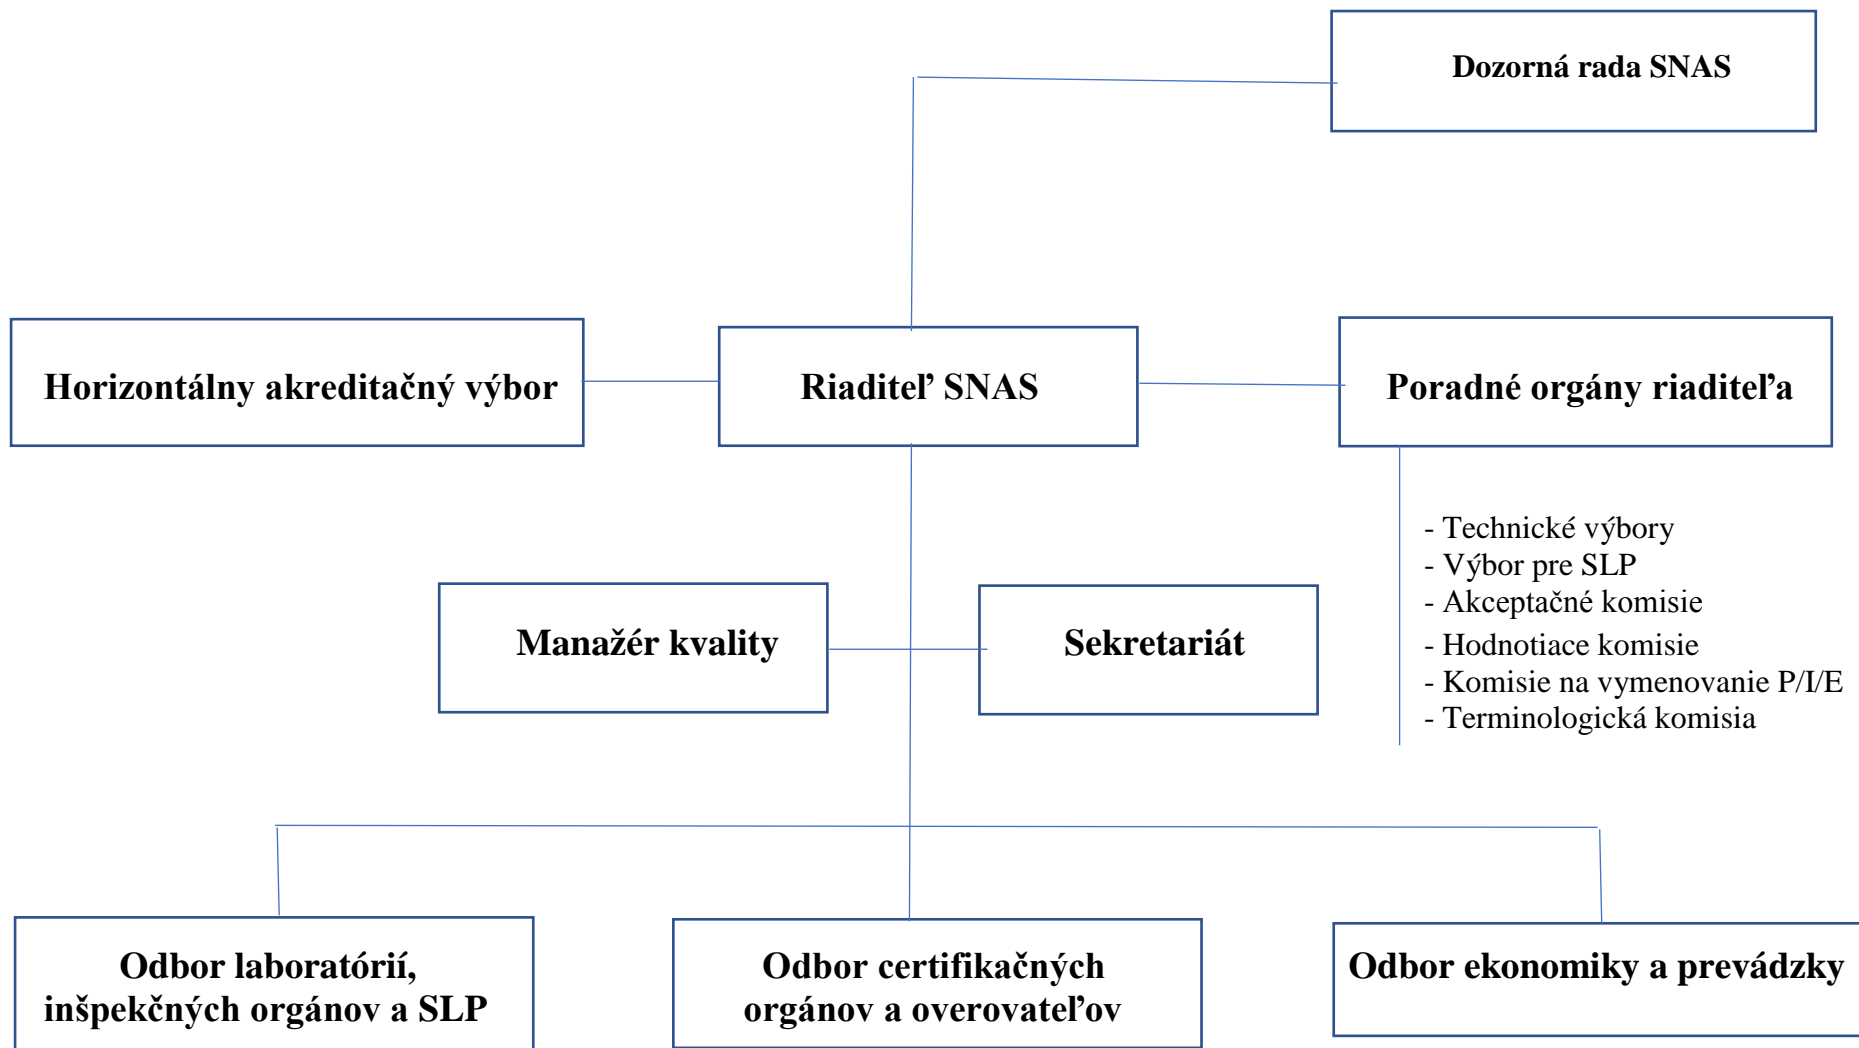 Dozorná rada SNAS
Horizontálny akreditačný výbor
Riaditeľ SNAS
Poradné orgány riaditeľa
- Technické výbory
- Výbor pre SLP
- Akceptačné komisie
- Hodnotiace komisie
- Komisie na vymenovanie P/I/E
- Terminologická komisia
Manažér kvality
Sekretariát
Odbor laboratórií,
inšpekčných orgánov a SLP
Odbor certifikačných
orgánov a overovateľov
Odbor ekonomiky a prevádzky